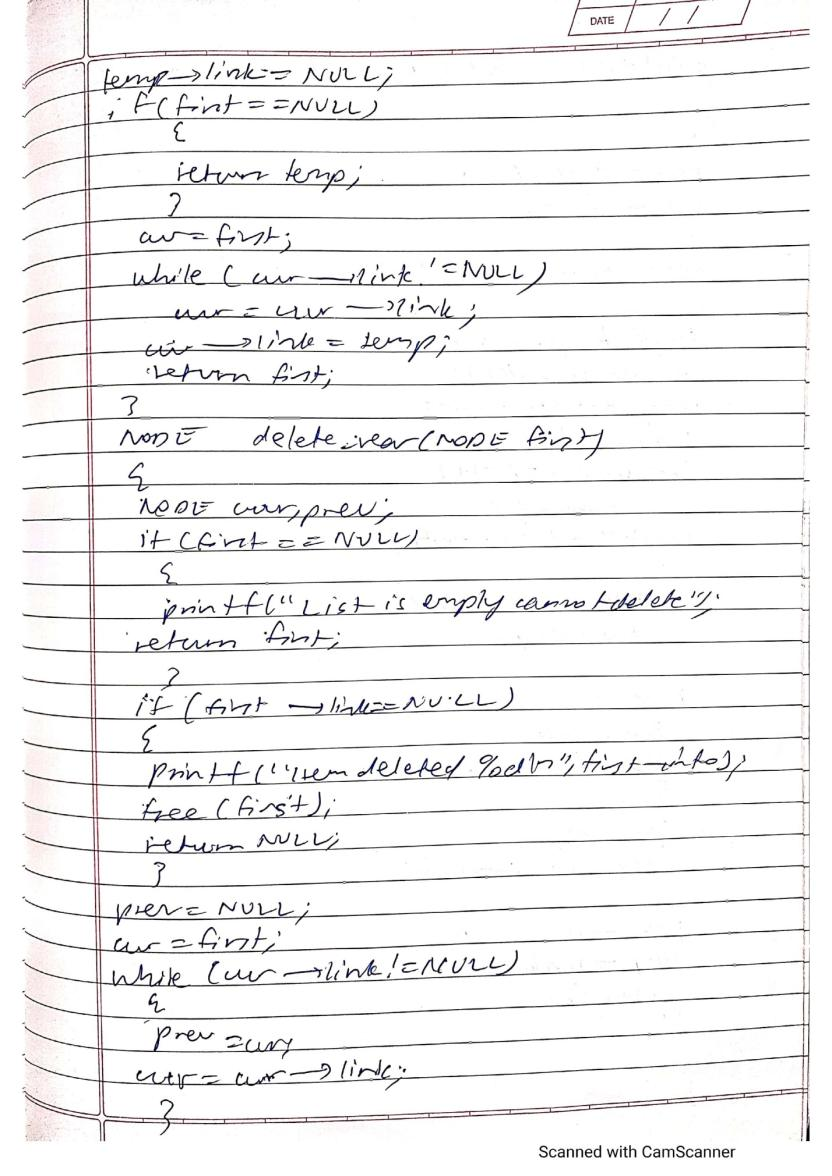 DATE / /
temp→link = NULL;
if (first == NULL)
{
return temp;
}
cur = first;
while (cur →link != NULL)
cur = cur →link;
cur →link = temp;
return first;
}
NODE delete_rear(NODE first)
{
NODE cur, prev;
if (first == NULL)
{
printf("List is empty cannot delete");
return first;
}
if (first →link == NULL)
{
printf("Item deleted %d\n", first→info);
free (first);
return NULL;
}
prev = NULL;
cur = first;
while (cur →link != NULL)
{
prev = cur;
cur = cur →link;
}
Scanned with CamScanner